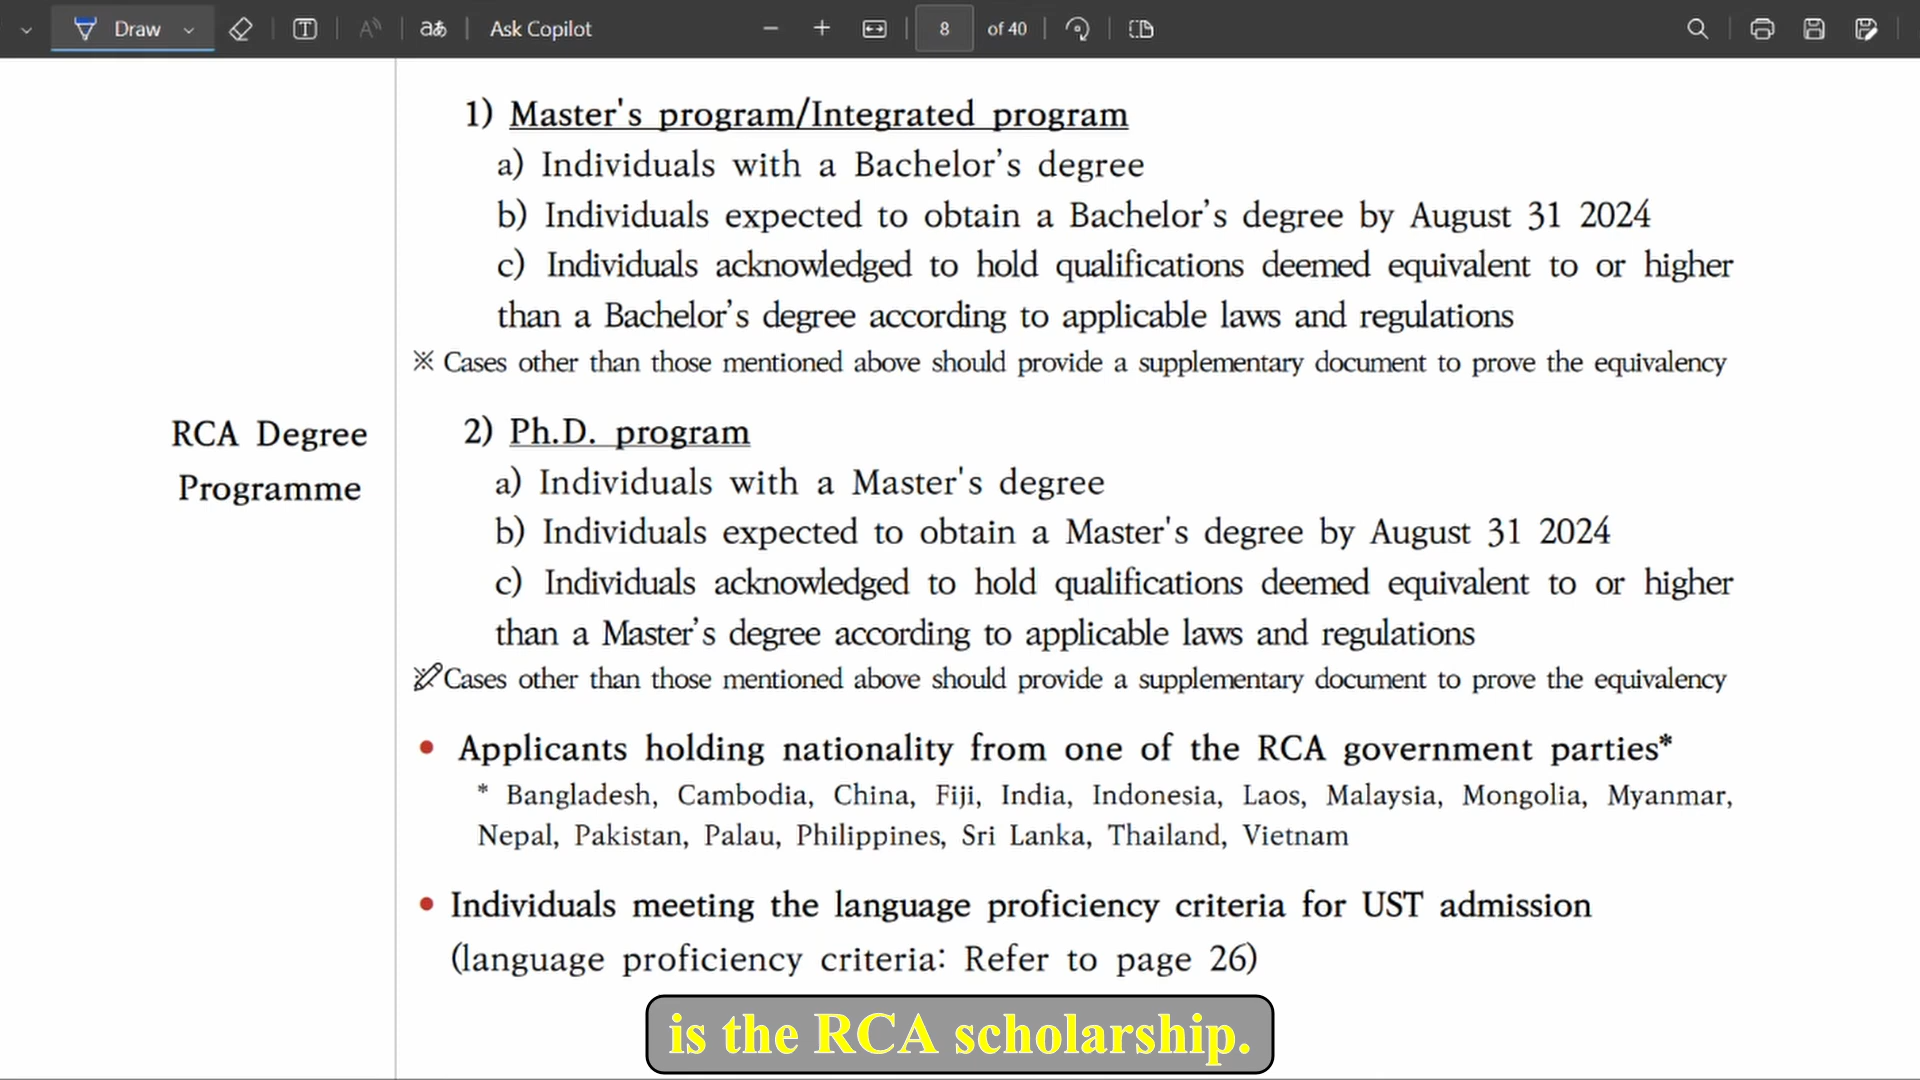 Draw
Ask Copilot
8 of 40
1) Master's program/Integrated program
a) Individuals with a Bachelor’s degree
b) Individuals expected to obtain a Bachelor’s degree by August 31 2024
c) Individuals acknowledged to hold qualifications deemed equivalent to or higher
than a Bachelor’s degree according to applicable laws and regulations
※ Cases other than those mentioned above should provide a supplementary document to prove the equivalency
RCA Degree
Programme
2) Ph.D. program
a) Individuals with a Master's degree
b) Individuals expected to obtain a Master's degree by August 31 2024
c) Individuals acknowledged to hold qualifications deemed equivalent to or higher
than a Master’s degree according to applicable laws and regulations
※ Cases other than those mentioned above should provide a supplementary document to prove the equivalency
• Applicants holding nationality from one of the RCA government parties*
* Bangladesh, Cambodia, China, Fiji, India, Indonesia, Laos, Malaysia, Mongolia, Myanmar,
Nepal, Pakistan, Palau, Philippines, Sri Lanka, Thailand, Vietnam
• Individuals meeting the language proficiency criteria for UST admission
(language proficiency criteria: Refer to page 26)
is the RCA scholarship.